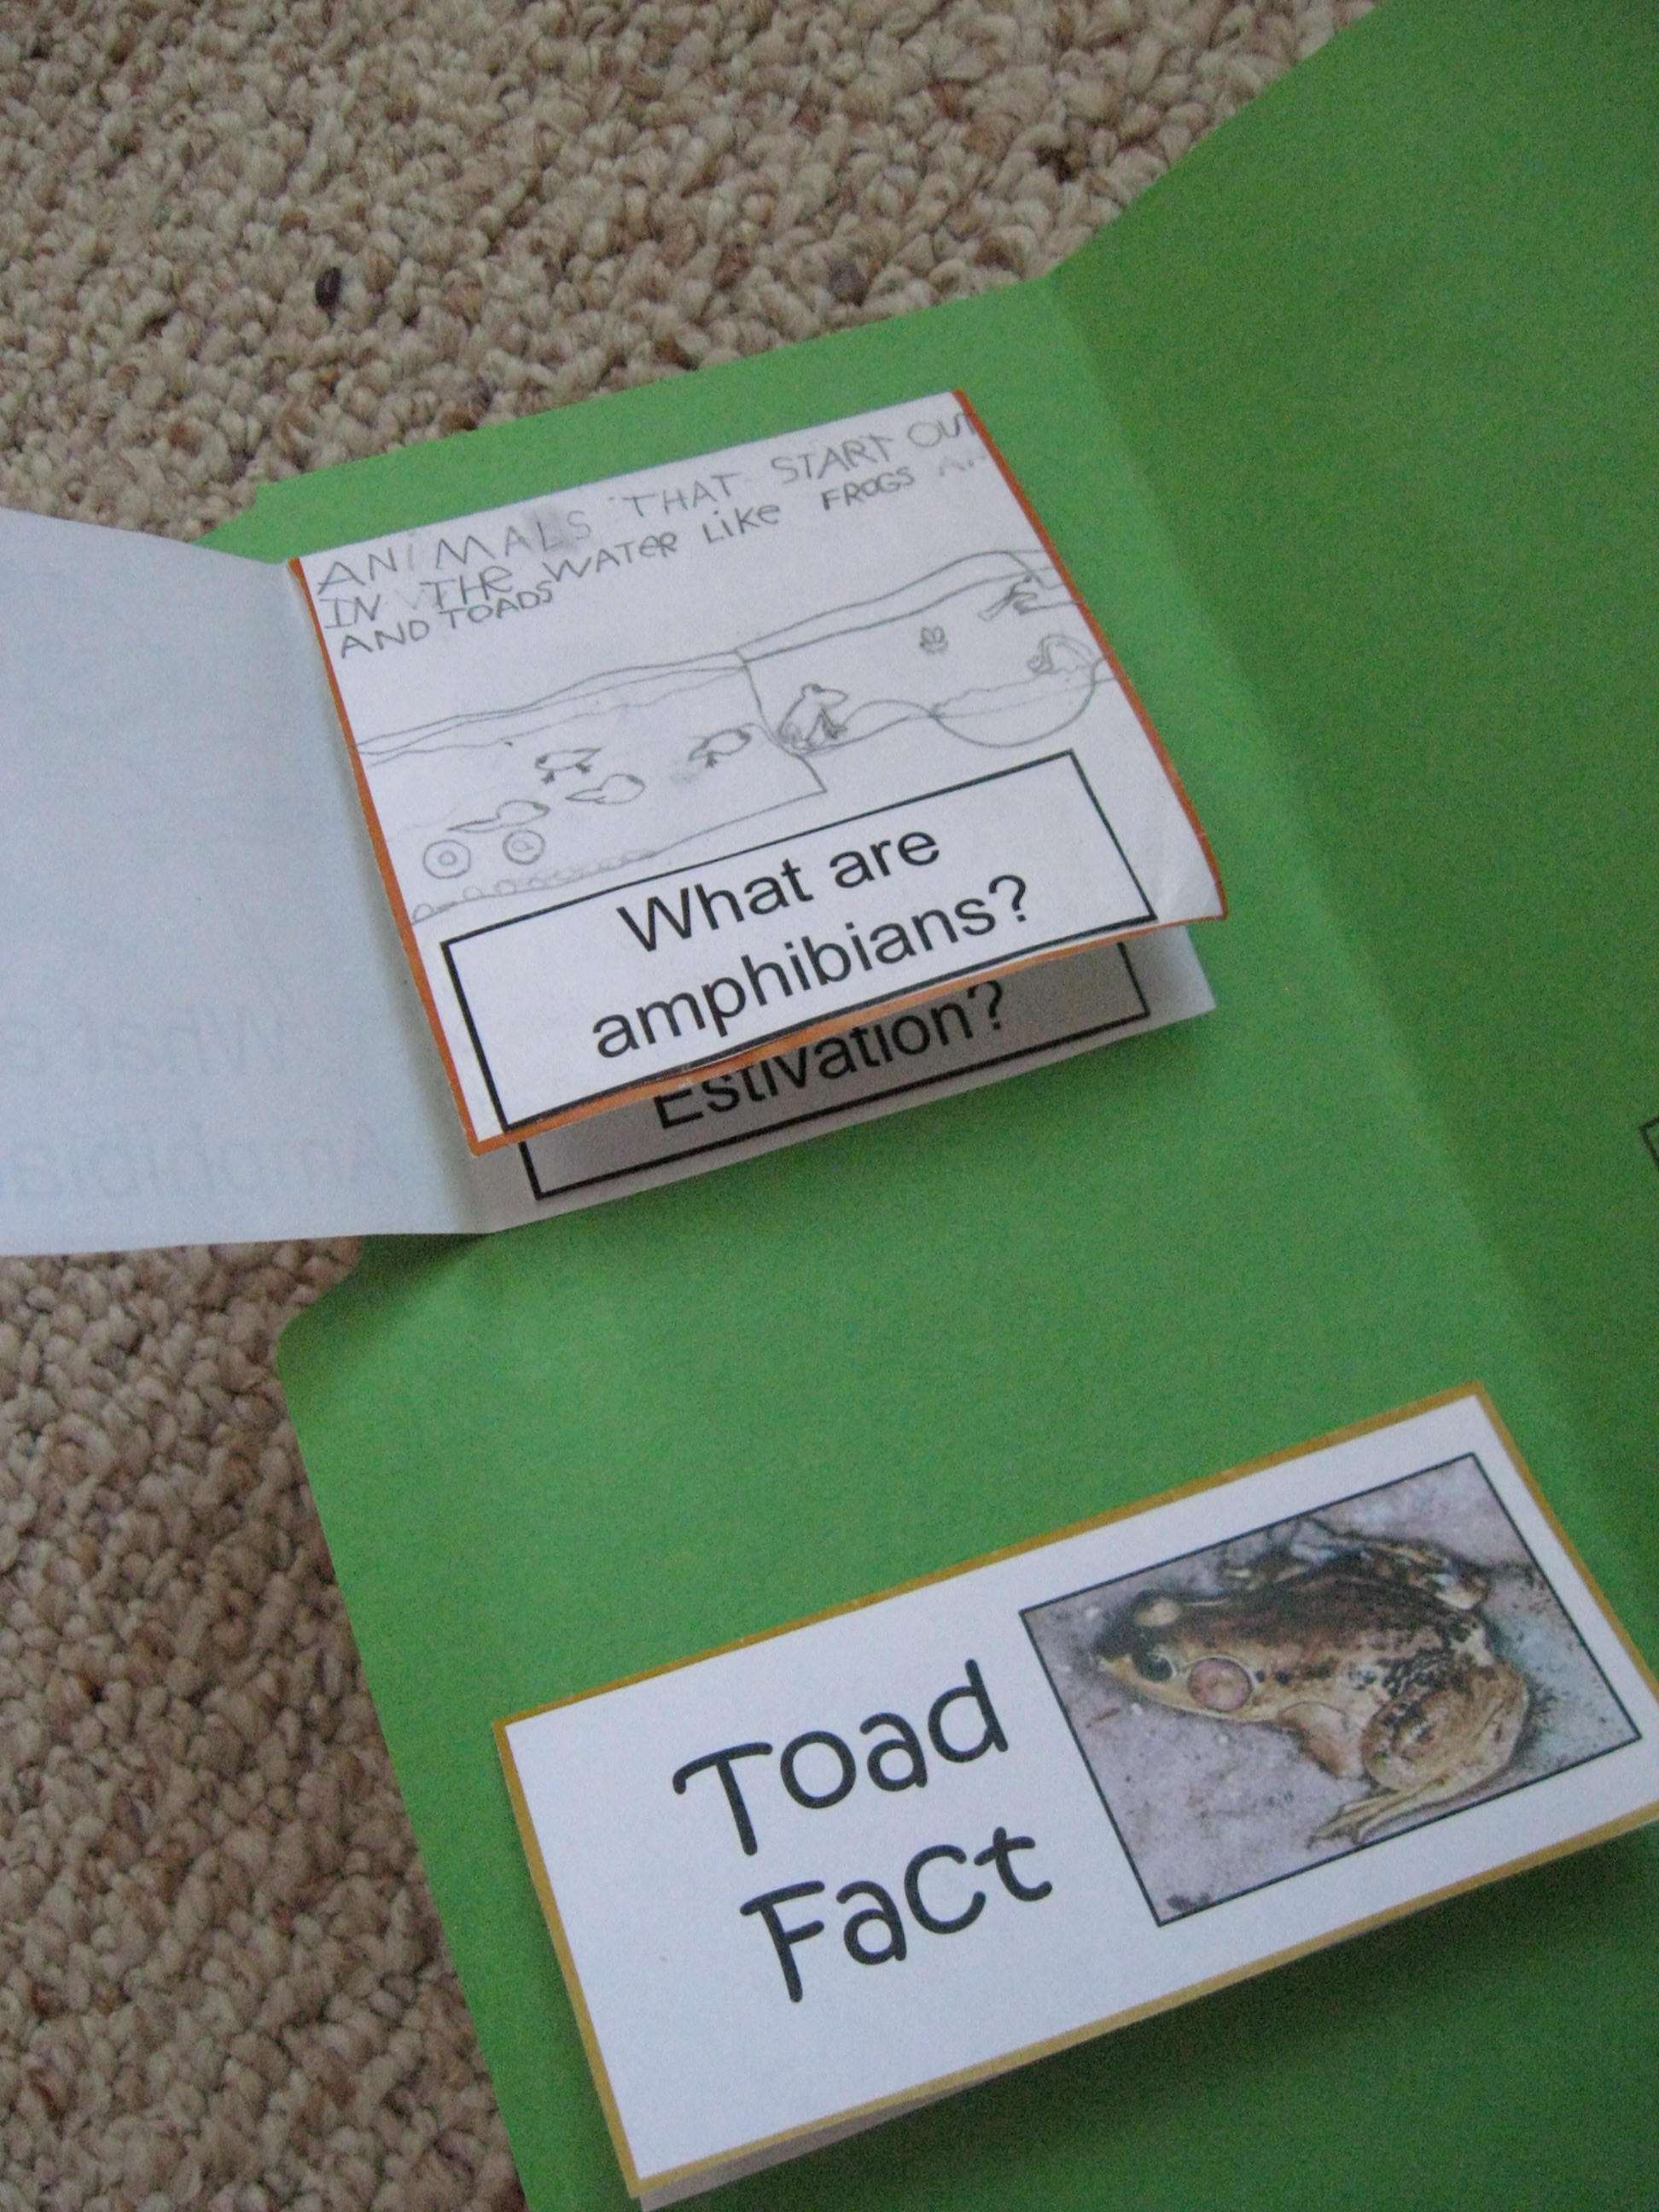 ANIMALS THAT START OUT
IN THE WATER LIKE FROGS
AND TOADS
What are
amphibians?
Estivation?
Toad
Fact